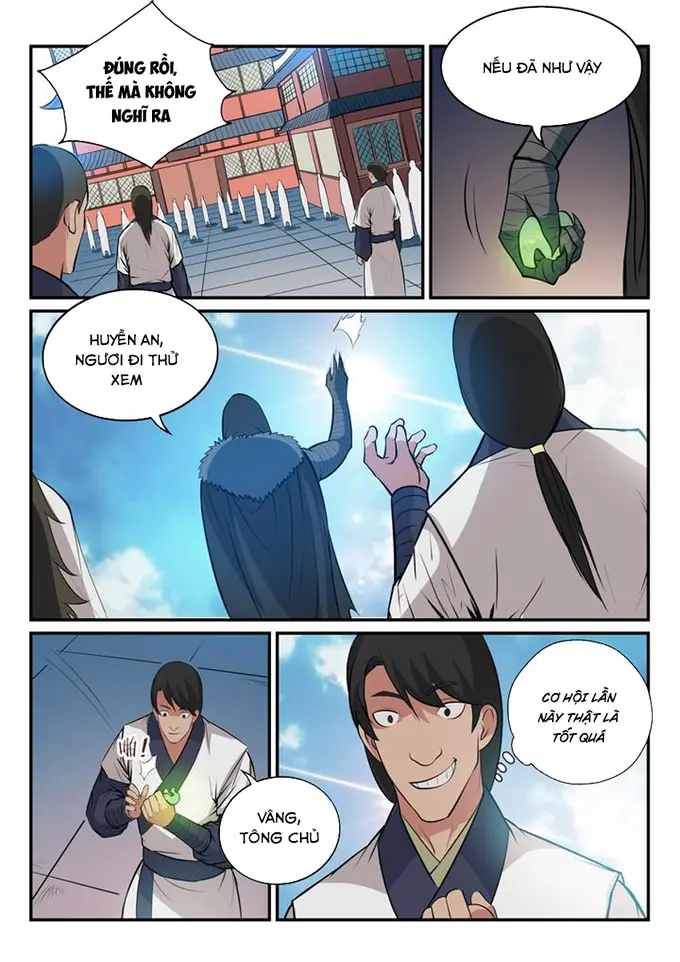 ĐÚNG RỒI,
THẾ MÀ KHÔNG
NGHĨ RA
NẾU ĐÃ NHƯ VẬY
HUYỀN AN,
NGƯƠI ĐI THỬ
XEM
VÂNG,
TÔNG CHỦ
CƠ HỘI LẦN
NÀY THẬT LÀ
TỐT QUÁ